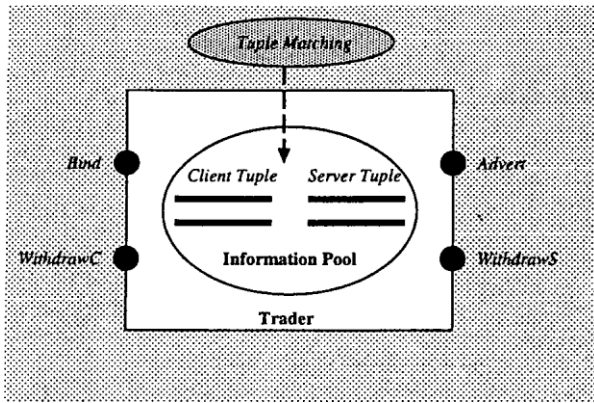 Tuple Matching
Bind
Client Tuple Server Tuple
Advert
WithdrawC
Information Pool
WithdrawS
Trader